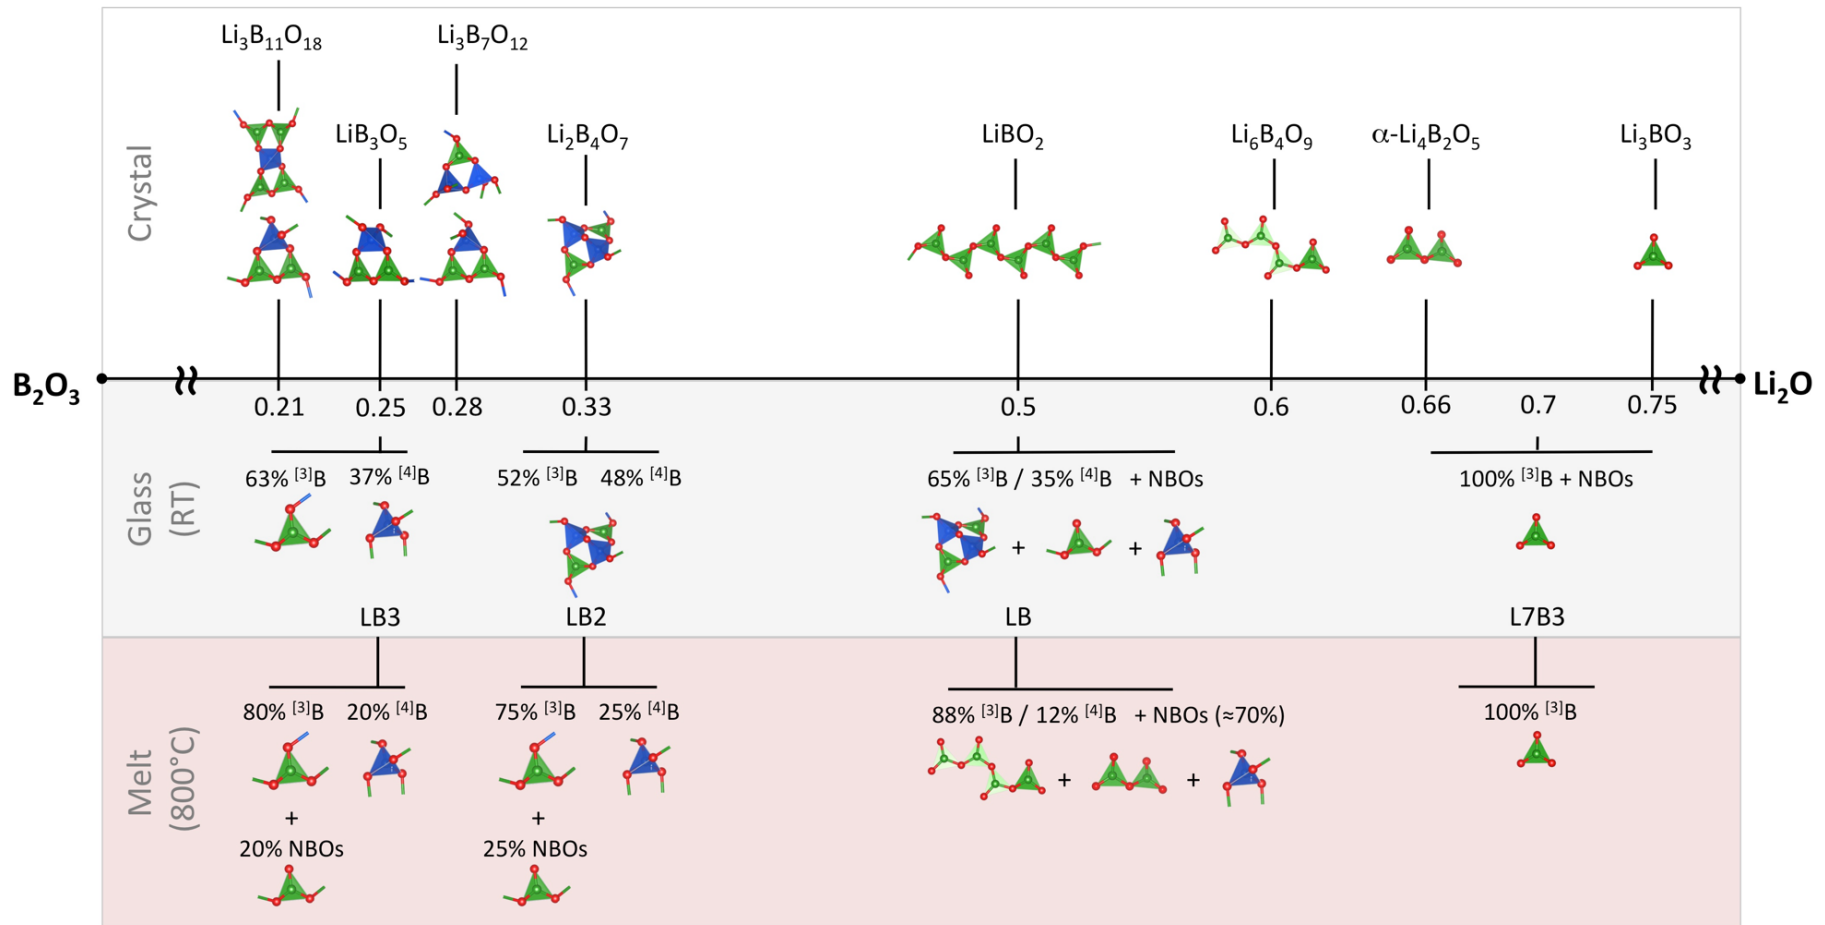 Li₃B₁₁O₁₈ Li₃B₇O₁₂
LiB₃O₅ Li₂B₄O₇ LiBO₂ Li₆B₄O₉ α-Li₄B₂O₅ Li₃BO₃
Crystal
B₂O₃ Li₂O
0.21 0.25 0.28 0.33 0.5 0.6 0.66 0.7 0.75
Glass
(RT)
63% [3]B 37% [4]B 52% [3]B 48% [4]B 65% [3]B / 35% [4]B + NBOs 100% [3]B + NBOs
+ +
LB3 LB2 LB L7B3
Melt
(800°C)
80% [3]B 20% [4]B 75% [3]B 25% [4]B 88% [3]B / 12% [4]B + NBOs (≈70%) 100% [3]B
+ +
+ +
20% NBOs 25% NBOs